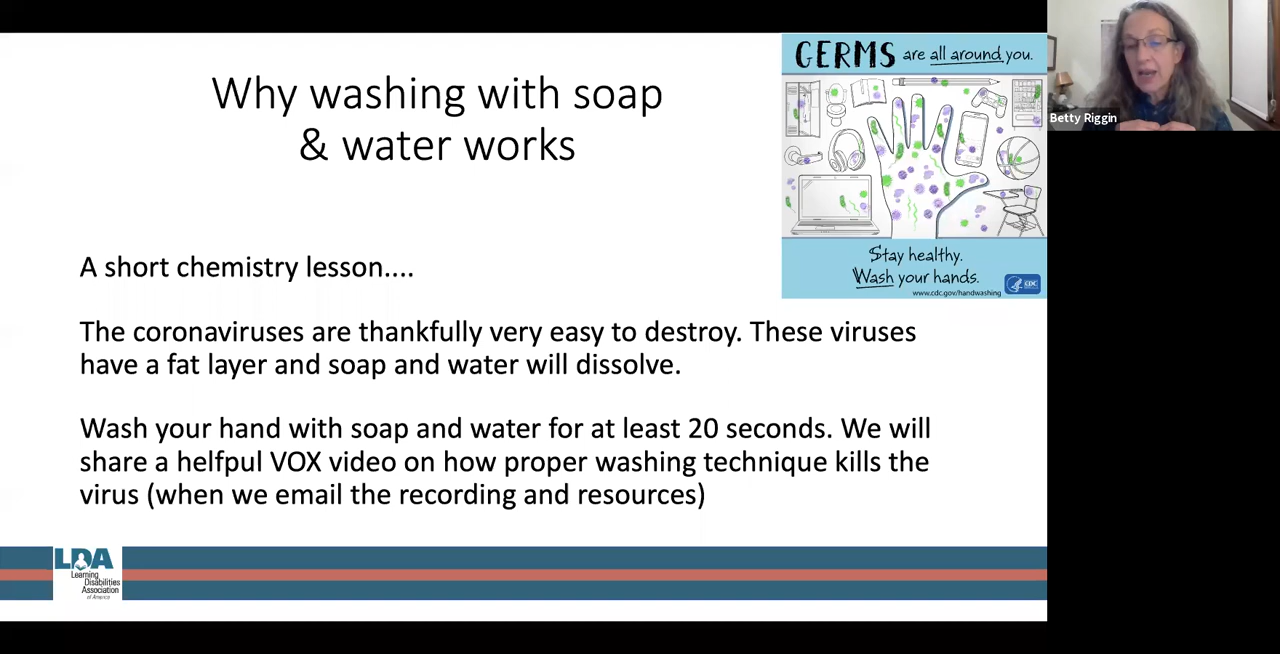 Why washing with soap
& water works
GERMS are all around you.
Betty Riggin
Stay healthy.
Wash your hands.
www.cdc.gov/handwashing
CDC
A short chemistry lesson....
The coronaviruses are thankfully very easy to destroy. These viruses
have a fat layer and soap and water will dissolve.
Wash your hand with soap and water for at least 20 seconds. We will
share a helfpul VOX video on how proper washing technique kills the
virus (when we email the recording and resources)
LDA
Learning
Disabilities
Association
of America